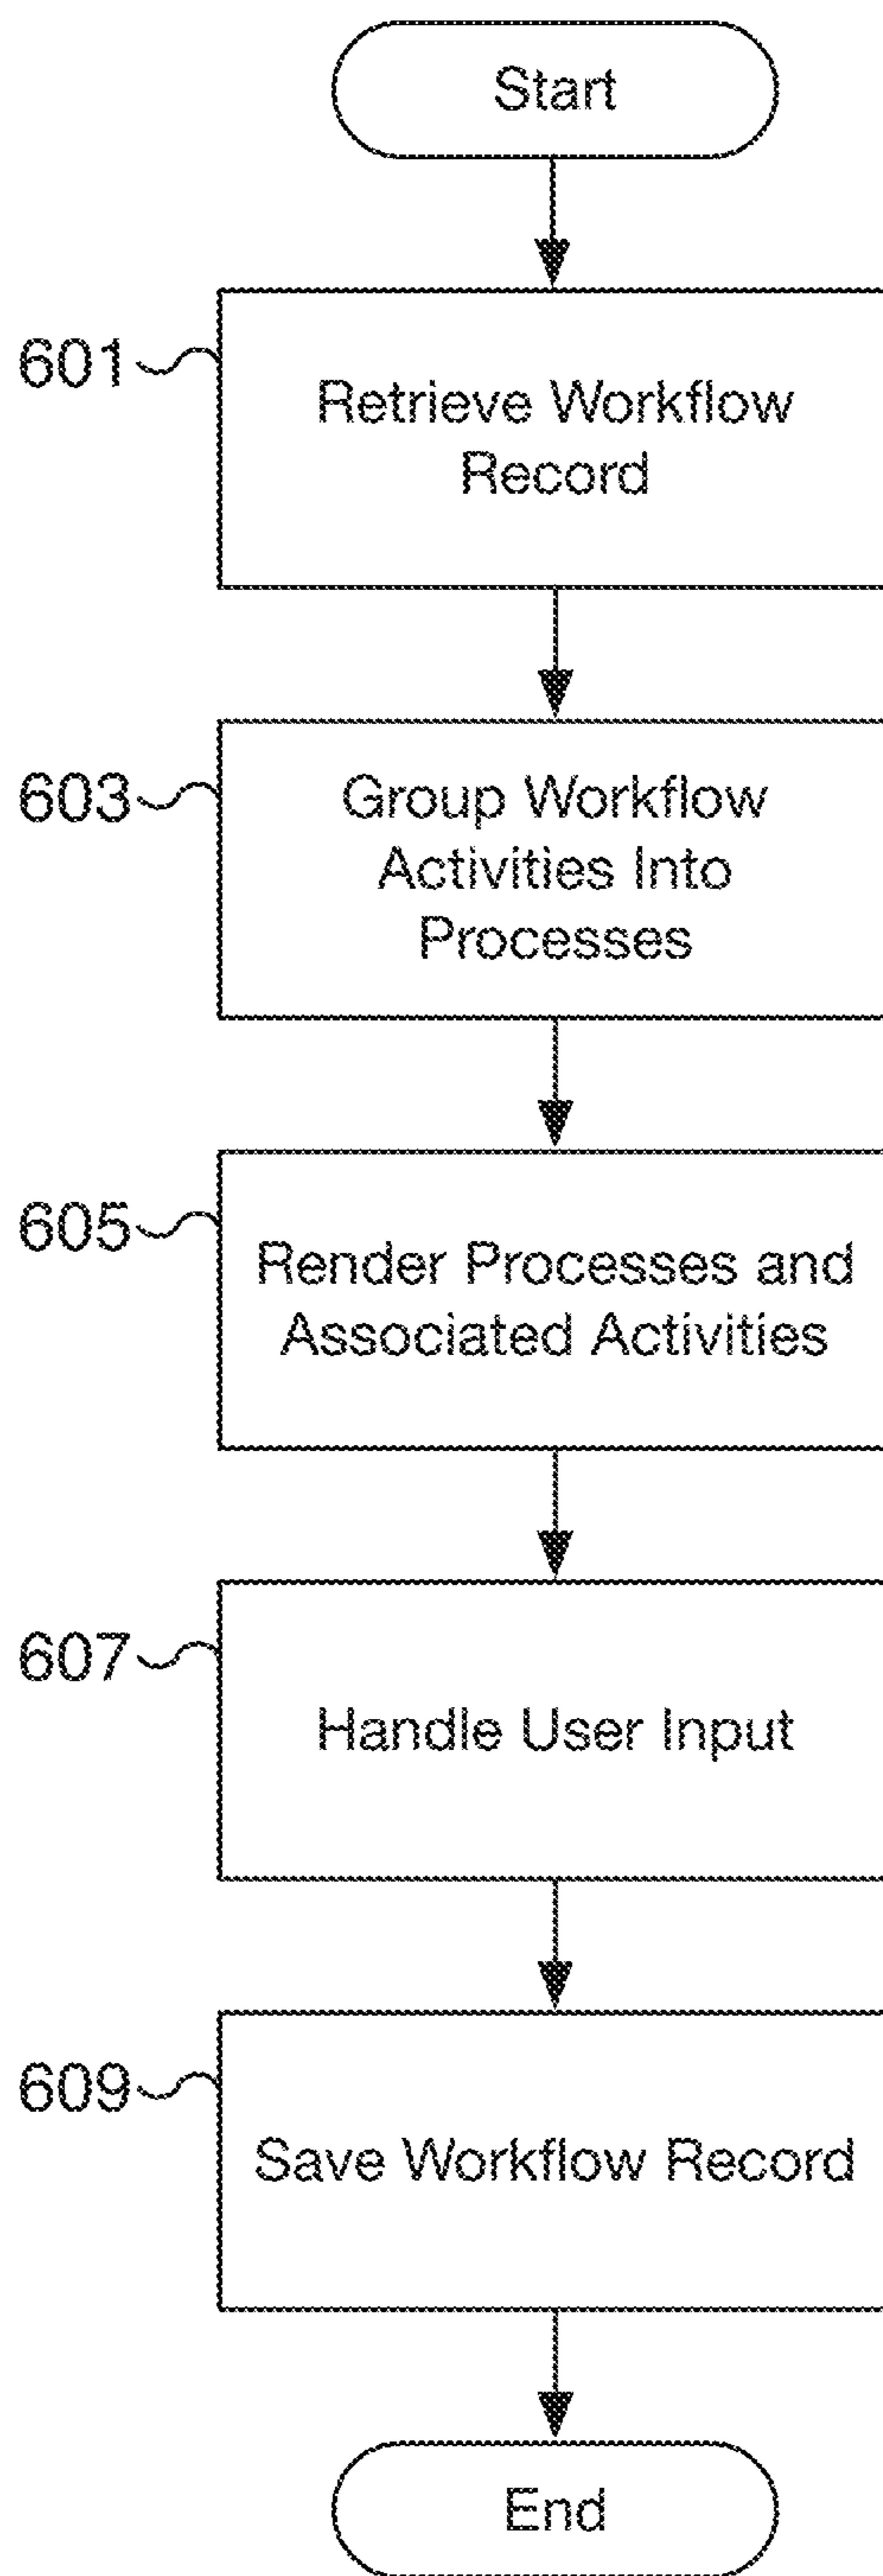 Start
601
Retrieve Workflow
Record
603
Group Workflow
Activities Into
Processes
605
Render Processes and
Associated Activities
607
Handle User Input
609
Save Workflow Record
End